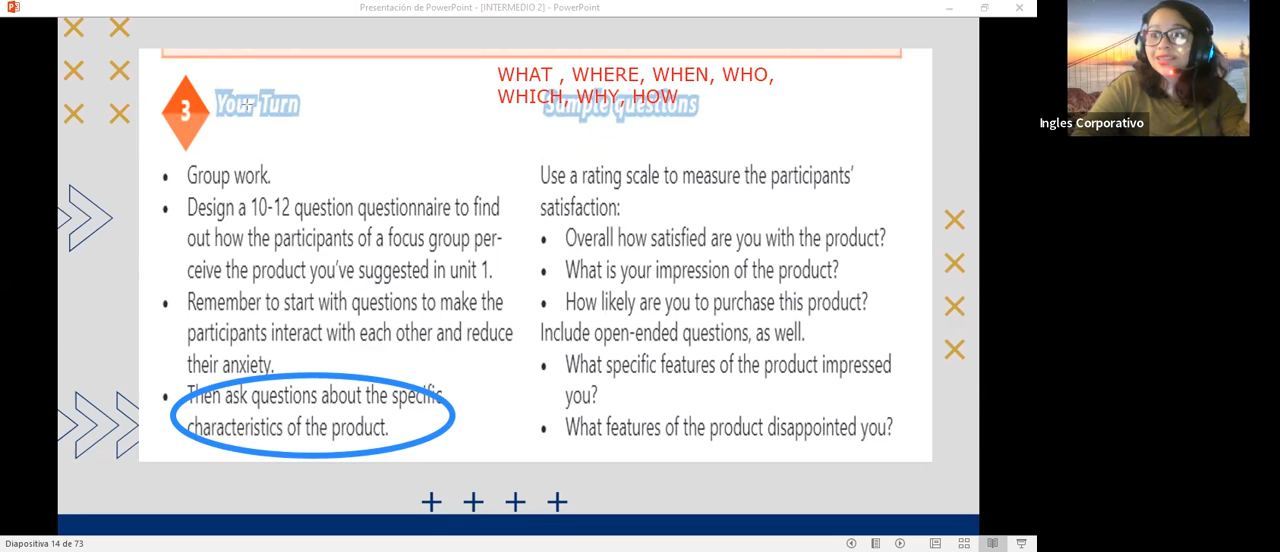 Presentación de PowerPoint - [INTERMEDIO 2] - PowerPoint
WHAT , WHERE, WHEN, WHO,
WHICH, WHY, HOW
3
Your Turn
Sample questions
• Group work.
• Design a 10-12 question questionnaire to find
out how the participants of a focus group per-
ceive the product you've suggested in unit 1.
• Remember to start with questions to make the
participants interact with each other and reduce
their anxiety.
• Then ask questions about the specific
characteristics of the product.
Use a rating scale to measure the participants'
satisfaction:
• Overall how satisfied are you with the product?
• What is your impression of the product?
• How likely are you to purchase this product?
Include open-ended questions, as well.
• What specific features of the product impressed
you?
• What features of the product disappointed you?
Ingles Corporativo
Diapositiva 14 de 73